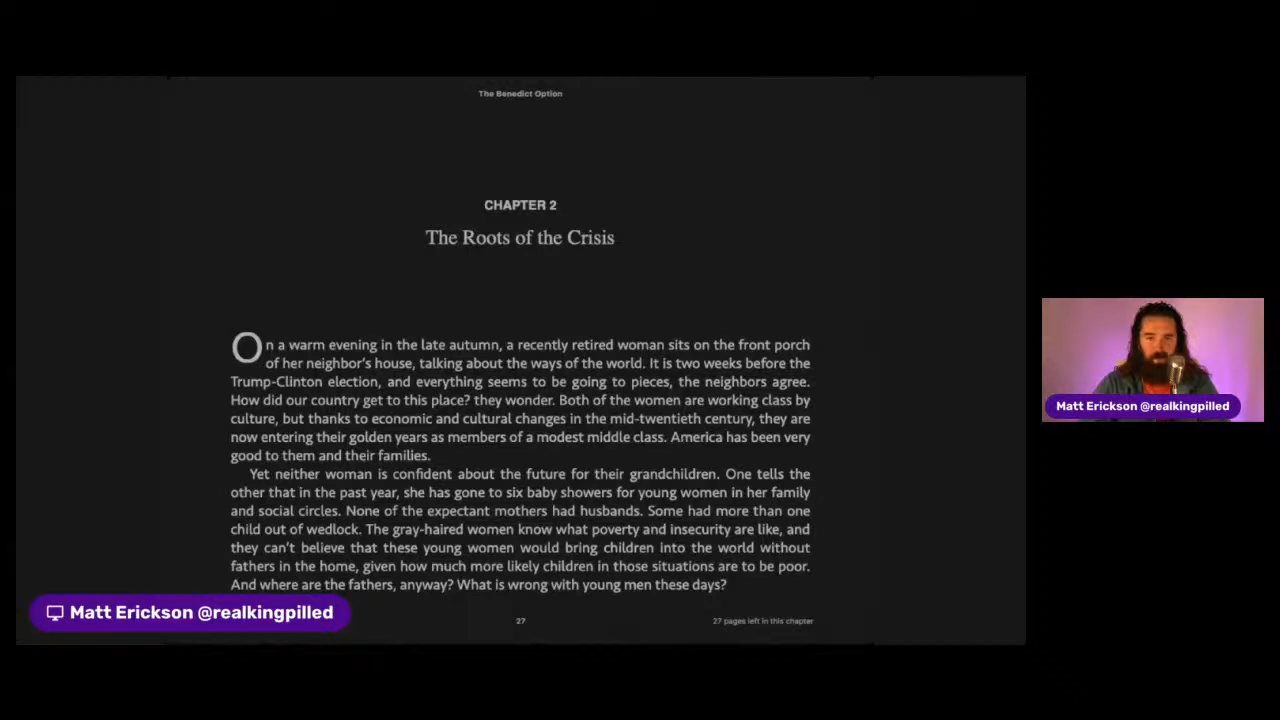 The Benedict Option
CHAPTER 2
The Roots of the Crisis
On a warm evening in the late autumn, a recently retired woman sits on the front porch
of her neighbor's house, talking about the ways of the world. It is two weeks before the
Trump-Clinton election, and everything seems to be going to pieces, the neighbors agree.
How did our country get to this place? they wonder. Both of the women are working class by
culture, but thanks to economic and cultural changes in the mid-twentieth century, they are
now entering their golden years as members of a modest middle class. America has been very
good to them and their families.
Yet neither woman is confident about the future for their grandchildren. One tells the
other that in the past year, she has gone to six baby showers for young women in her family
and social circles. None of the expectant mothers had husbands. Some had more than one
child out of wedlock. The gray-haired women know what poverty and insecurity are like, and
they can't believe that these young women would bring children into the world without
fathers in the home, given how much more likely children in those situations are to be poor.
And where are the fathers, anyway? What is wrong with young men these days?
27
27 pages left in this chapter
Matt Erickson @realkingpilled
Matt Erickson @realkingpilled